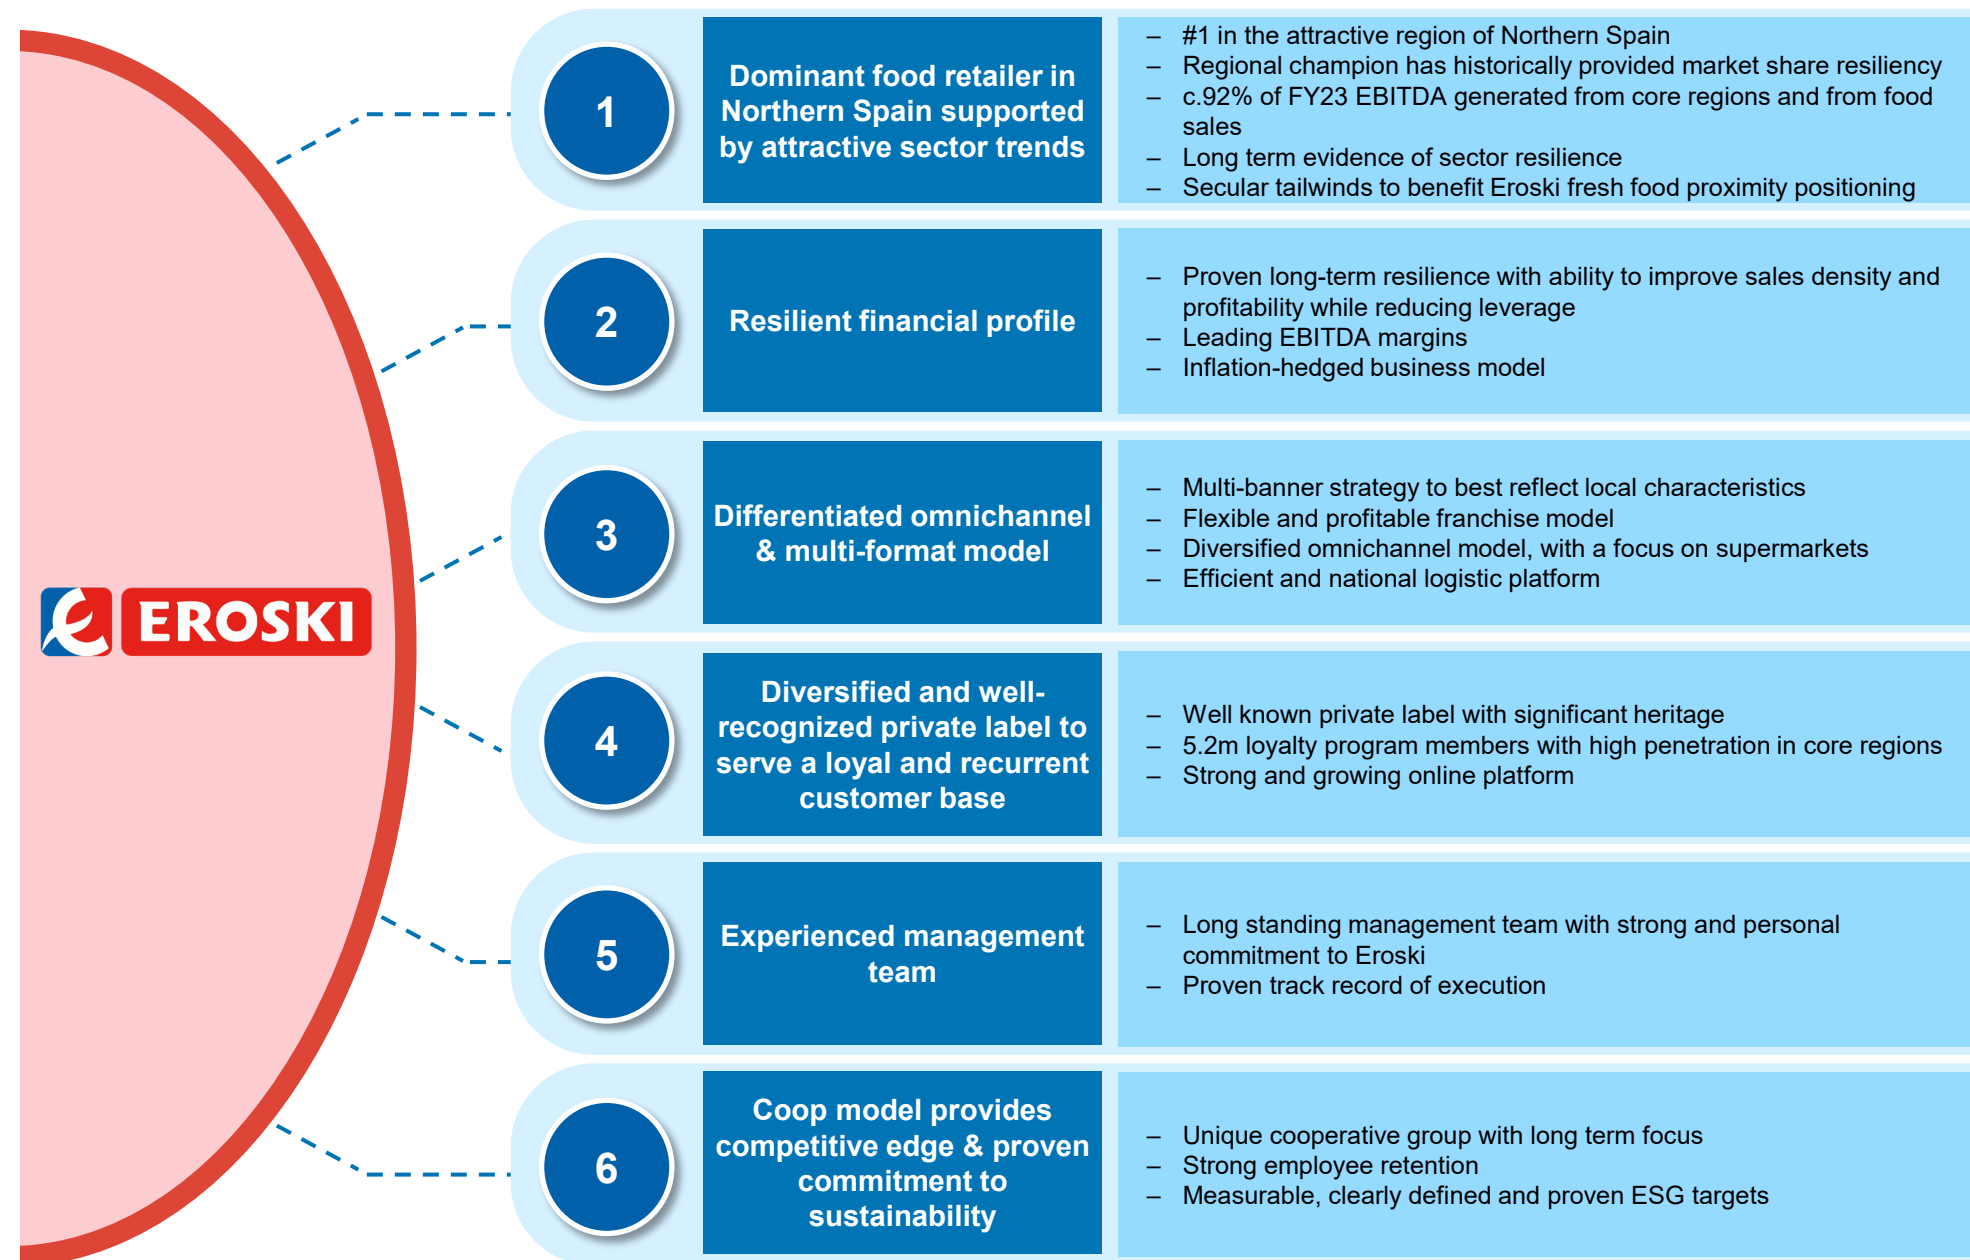 EROSKI
1
Dominant food retailer in
Northern Spain supported
by attractive sector trends
– #1 in the attractive region of Northern Spain
– Regional champion has historically provided market share resiliency
– c.92% of FY23 EBITDA generated from core regions and from food
sales
– Long term evidence of sector resilience
– Secular tailwinds to benefit Eroski fresh food proximity positioning
2
Resilient financial profile
– Proven long-term resilience with ability to improve sales density and
profitability while reducing leverage
– Leading EBITDA margins
– Inflation-hedged business model
3
Differentiated omnichannel
& multi-format model
– Multi-banner strategy to best reflect local characteristics
– Flexible and profitable franchise model
– Diversified omnichannel model, with a focus on supermarkets
– Efficient and national logistic platform
4
Diversified and well-
recognized private label to
serve a loyal and recurrent
customer base
– Well known private label with significant heritage
– 5.2m loyalty program members with high penetration in core regions
– Strong and growing online platform
5
Experienced management
team
– Long standing management team with strong and personal
commitment to Eroski
– Proven track record of execution
6
Coop model provides
competitive edge & proven
commitment to
sustainability
– Unique cooperative group with long term focus
– Strong employee retention
– Measurable, clearly defined and proven ESG targets